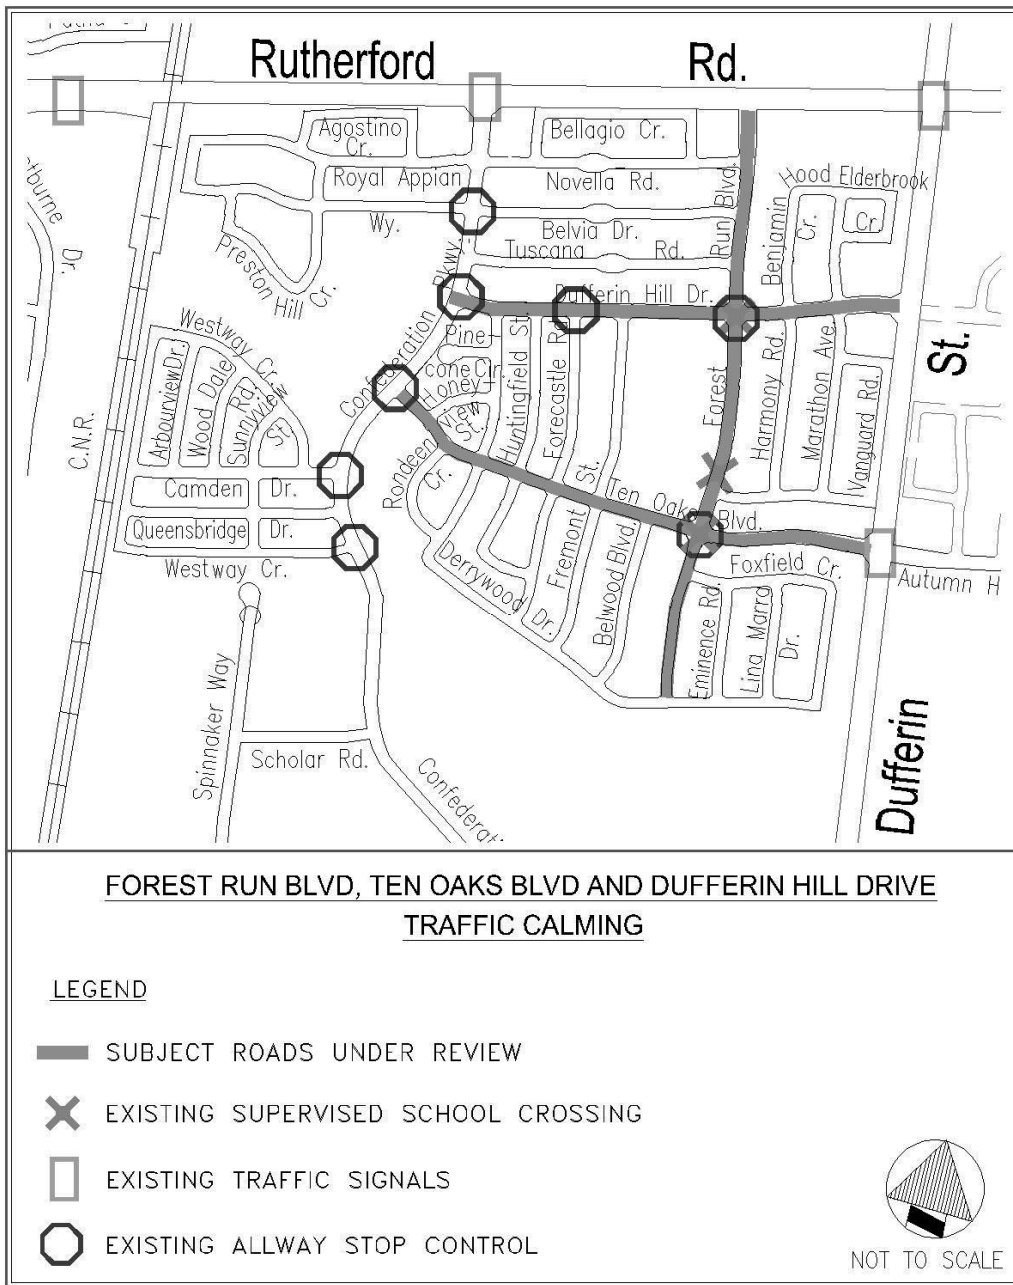 Rutherford Rd.
Agostino Cr.
Bellagio Cr.
Royal Appian Wy.
Novella Rd.
Hood Elderbrook Cr.
Benjamin Cr.
Run Blvd.
Belvia Dr.
Tuscana Rd.
Preston Hill Cr.
Pkwy.
Dufferin Hill Dr.
Westway Cr.
Confederation
Pine-
cone Cir.
Honey-
view St.
Huntingfield St.
Forecastle Rd.
Forest
Harmony Rd.
Marathon Ave.
Vanguard Rd.
St.
Arbourview Dr.
Wood Dale
Sunnyview
Rd.
St
C.N.R.
Dr.
Camden Dr.
Rondeen Cr.
St.
Ten Oaks Blvd.
Queensbridge Dr.
Westway Cr.
Derrywood Dr.
Fremont
Belwood Blvd.
Foxfield Cr.
Autumn H
Eminence Rd.
Lina Marra
Dr.
Spinnaker Way
Scholar Rd.
Confederati
Dufferin
FOREST RUN BLVD, TEN OAKS BLVD AND DUFFERIN HILL DRIVE
TRAFFIC CALMING
LEGEND
SUBJECT ROADS UNDER REVIEW
EXISTING SUPERVISED SCHOOL CROSSING
EXISTING TRAFFIC SIGNALS
EXISTING ALLWAY STOP CONTROL
NOT TO SCALE